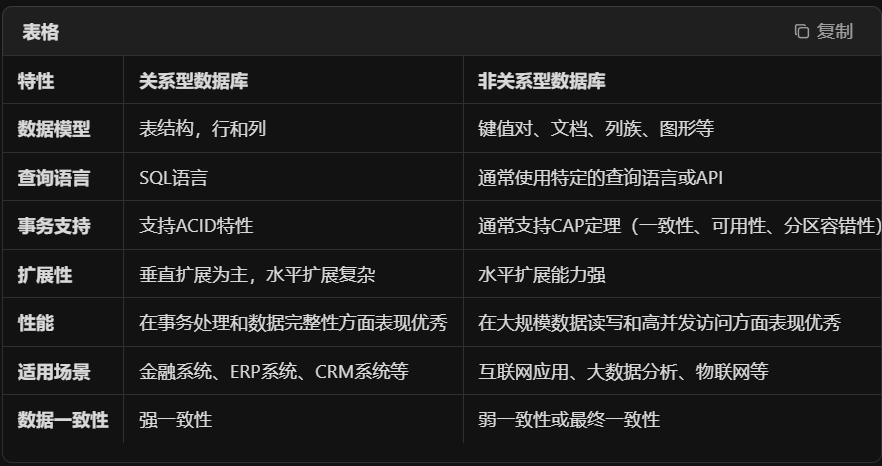 表格 复制
特性 关系型数据库 非关系型数据库
数据模型 表结构，行和列 键值对、文档、列族、图形等
查询语言 SQL语言 通常使用特定的查询语言或API
事务支持 支持ACID特性 通常支持CAP定理（一致性、可用性、分区容错性）
扩展性 垂直扩展为主，水平扩展复杂 水平扩展能力强
性能 在事务处理和数据完整性方面表现优秀 在大规模数据读写和高并发访问方面表现优秀
适用场景 金融系统、ERP系统、CRM系统等 互联网应用、大数据分析、物联网等
数据一致性 强一致性 弱一致性或最终一致性